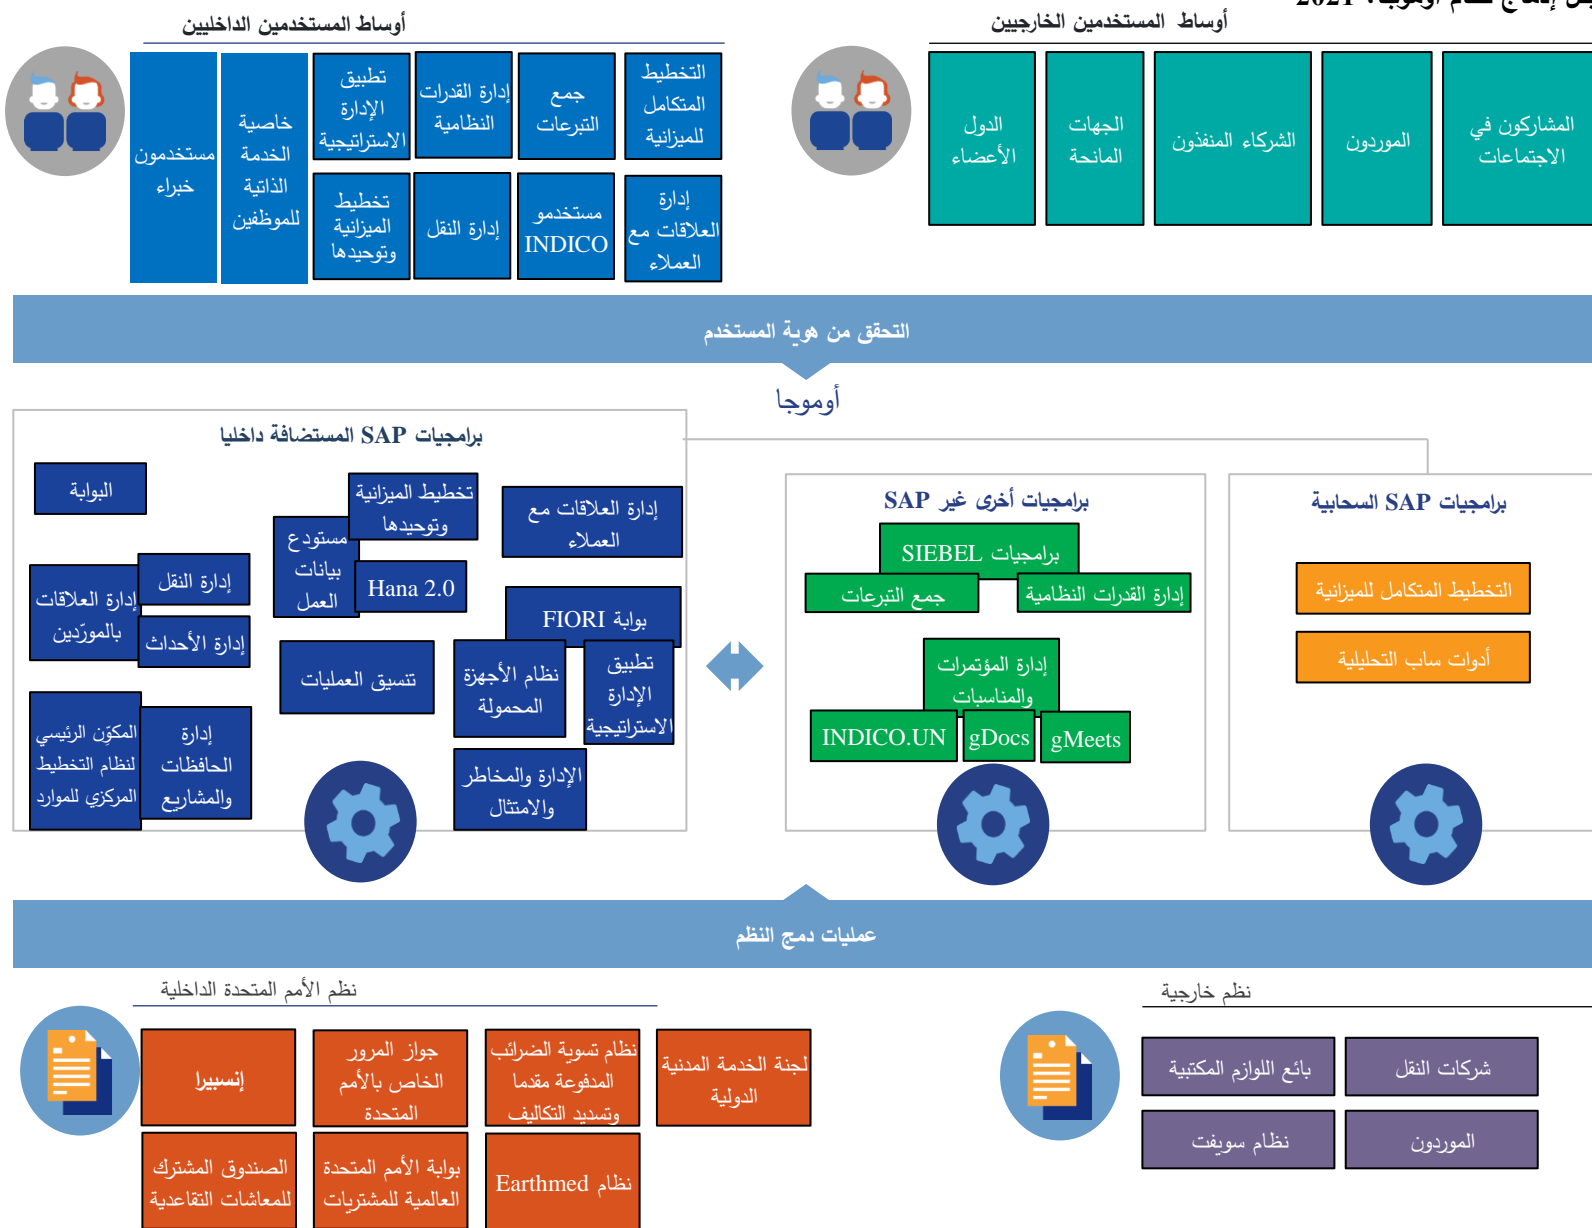 إدماج نظام أوموجا، 2021
أوساط المستخدمين الخارجيين
المشاركون في
الاجتماعات
الموردون
الشركاء المنفذون
الجهات
المانحة
الدول
الأعضاء
أوساط المستخدمين الداخليين
التخطيط
المتكامل
للميزانية
جمع
التبرعات
إدارة القدرات
النظامية
تطبيق
الإدارة
الاستراتيجية
خاصية
الخدمة
الذاتية
للموظفين
مستخدمون
خبراء
إدارة
العلاقات مع
العملاء
مستخدمو
INDICO
إدارة النقل
تخطيط
الميزانية
وتوحيدها
التحقق من هوية المستخدم
أوموجا
برامجيات SAP السحابية
التخطيط المتكامل للميزانية
أدوات ساب التحليلية
برامجيات أخرى غير SAP
برامجيات SIEBEL
إدارة القدرات النظامية
جمع التبرعات
إدارة المؤتمرات
والمناسبات
gMeets
gDocs
INDICO.UN
برامجيات SAP المستضافة داخليا
إدارة العلاقات مع
العملاء
تخطيط الميزانية
وتوحيدها
مستودع
بيانات
العمل
Hana 2.0
البوابة
إدارة النقل
إدارة العلاقات
بالمورّدين
إدارة الأحداث
بوابة FIORI
تطبيق
الإدارة
الاستراتيجية
نظام الأجهزة
المحمولة
تنسيق العمليات
الإدارة والمخاطر
والامتثال
إدارة
الحافظات
والمشاريع
المكوّن الرئيسي
لنظام التخطيط
المركزي للموارد
عمليات دمج النظم
نظم خارجية
شركات النقل
بائع اللوازم المكتبية
الموردون
نظام سويفت
نظم الأمم المتحدة الداخلية
لجنة الخدمة المدنية
الدولية
نظام تسوية الضرائب
المدفوعة مقدما
وتسديد التكاليف
جواز المرور
الخاص بالأمم
المتحدة
إنسبيرا
نظام Earthmed
بوابة الأمم المتحدة
العالمية للمشتريات
الصندوق المشترك
للمعاشات التقاعدية